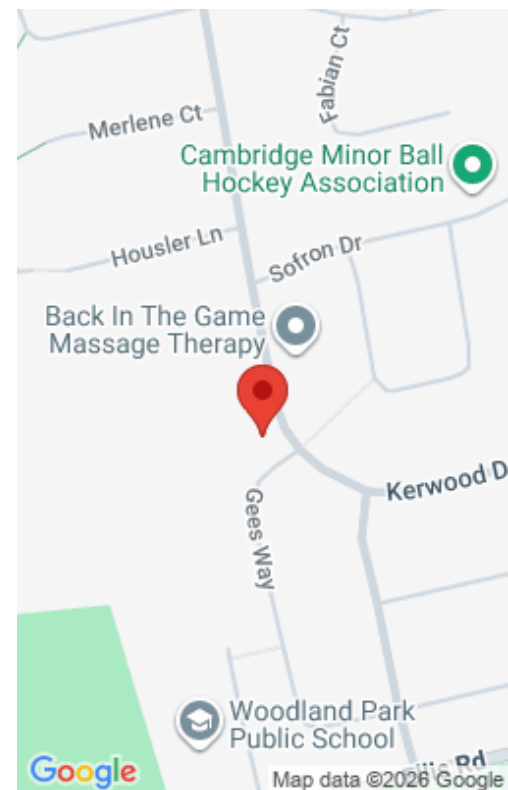 Fabian Ct
Merlene Ct
Cambridge Minor Ball
Hockey Association
Housler Ln
Sofron Dr
Back In The Game
Massage Therapy
Kerwood D
Gees Way
Woodland Park
Public School
Rd
Google
Map data ©2026 Google